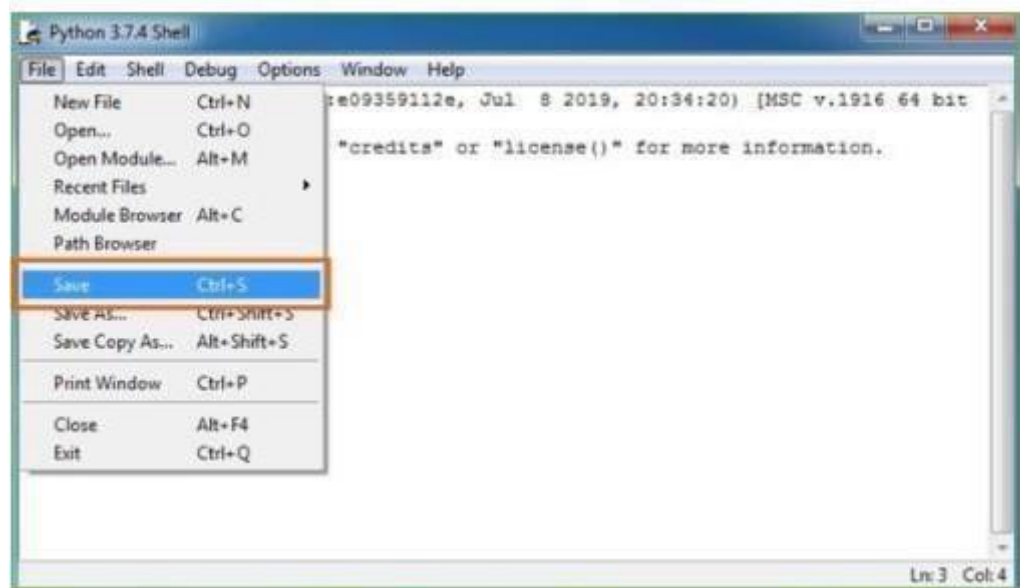 Python 3.7.4 Shell
File Edit Shell Debug Options Window Help
New File Ctrl+N
:e09359112e, Jul 8 2019, 20:34:20) [MSC v.1916 64 bit
Open... Ctrl+O
Open Module... Alt+M
"credits" or "license()" for more information.
Recent Files
Module Browser Alt+C
Path Browser
Save Ctrl+S
Save As... Ctrl+Shift+S
Save Copy As... Alt+Shift+S
Print Window Ctrl+P
Close Alt+F4
Exit Ctrl+Q
Ln: 3 Col: 4